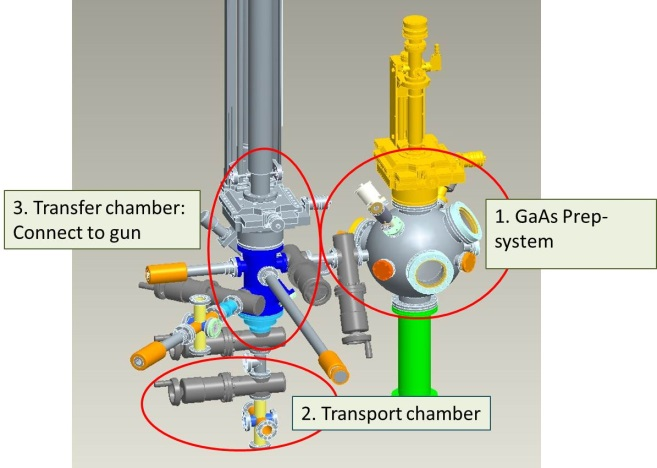 3. Transfer chamber:
Connect to gun
1. GaAs Prep-
system
2. Transport chamber